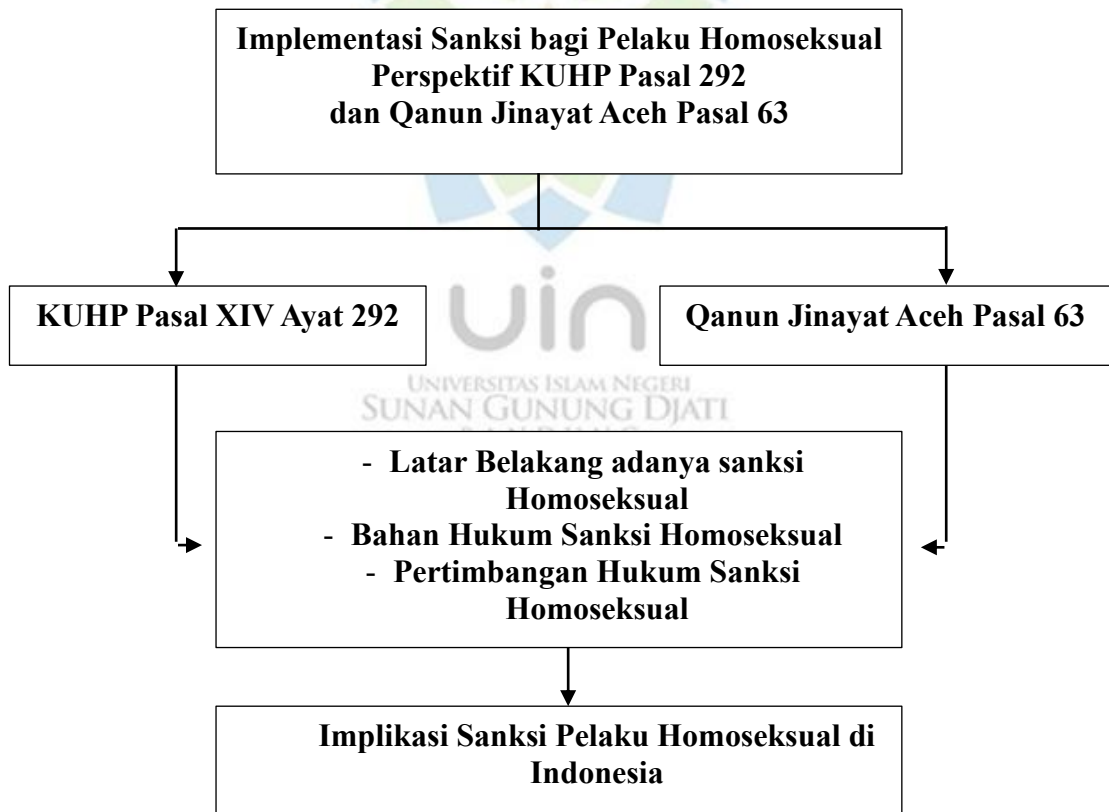 Implementasi Sanksi bagi Pelaku Homoseksual
Perspektif KUHP Pasal 292
dan Qanun Jinayat Aceh Pasal 63
KUHP Pasal XIV Ayat 292
Qanun Jinayat Aceh Pasal 63
uin
UNIVERSITAS ISLAM NEGERI
SUNAN GUNUNG DJATI
- Latar Belakang adanya sanksi
Homoseksual
- Bahan Hukum Sanksi Homoseksual
- Pertimbangan Hukum Sanksi
Homoseksual
Implikasi Sanksi Pelaku Homoseksual di
Indonesia